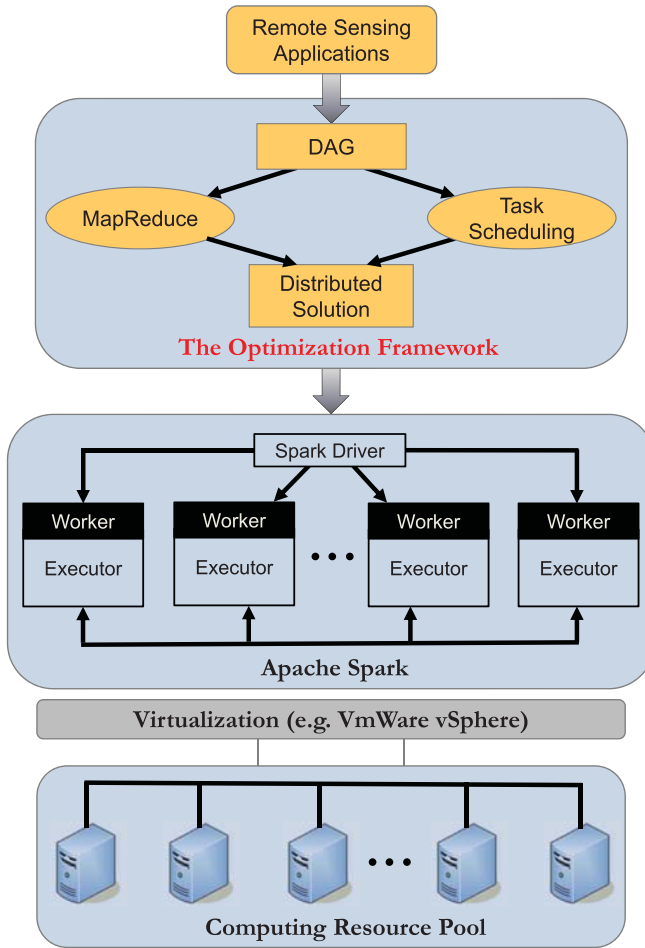 Remote Sensing
Applications
DAG
MapReduce
Task
Scheduling
Distributed
Solution
The Optimization Framework
Spark Driver
Worker
Worker
Worker
Worker
Executor
Executor
Executor
Executor
Apache Spark
Virtualization (e.g. VmWare vSphere)
Computing Resource Pool